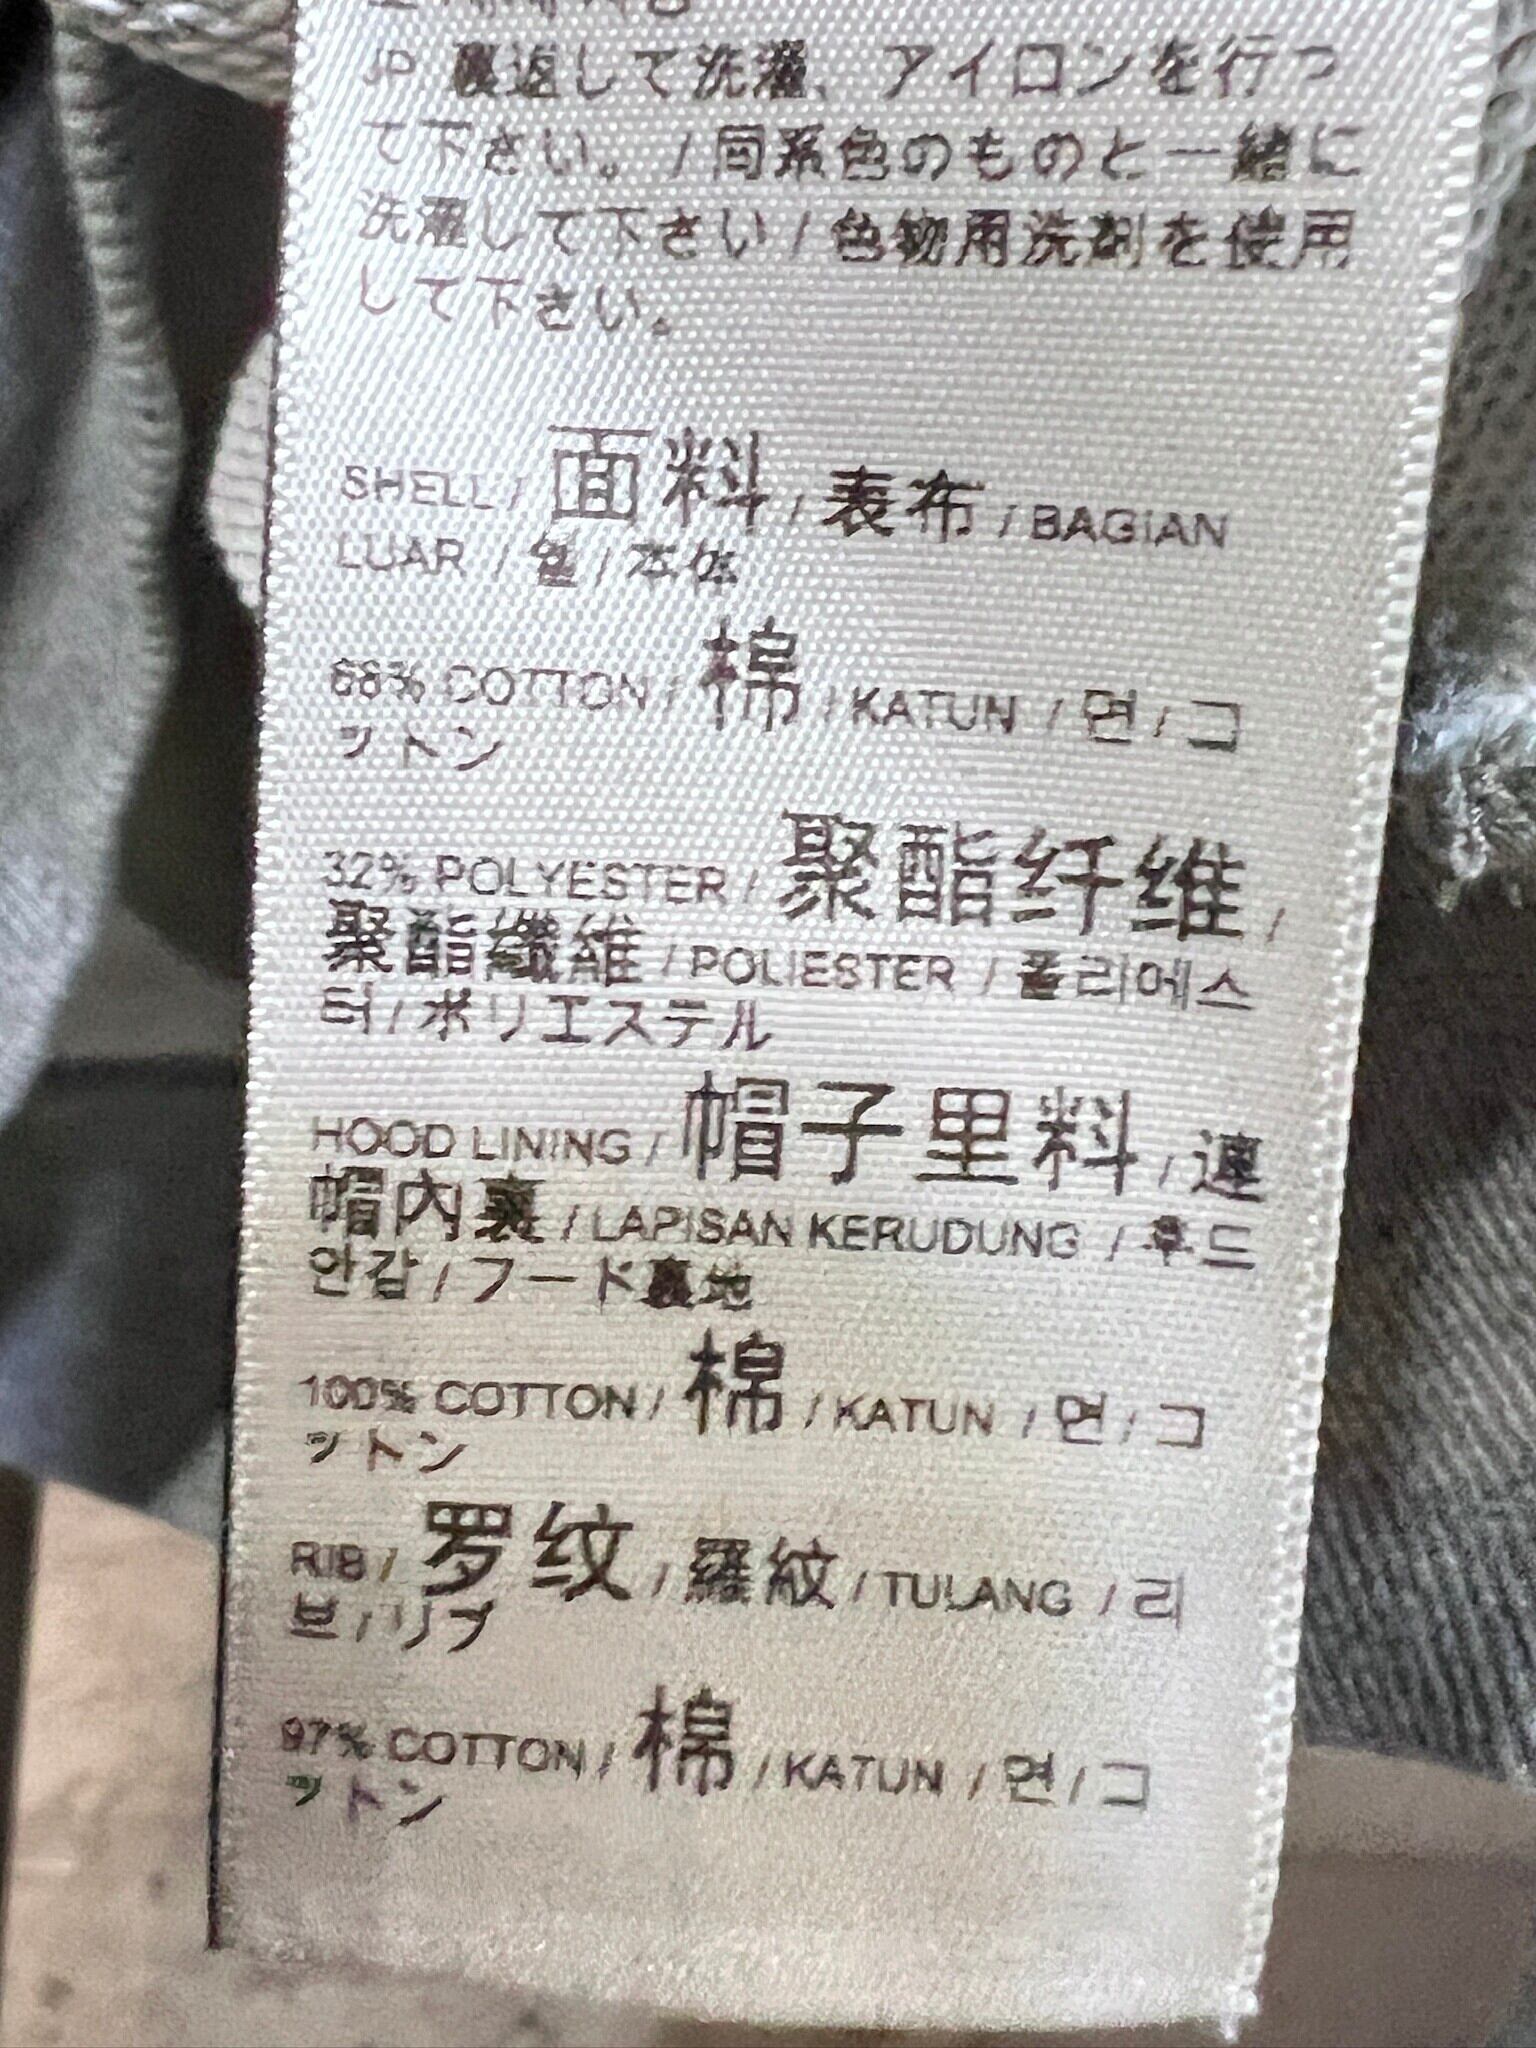 JP 裏返して洗濯、アイロンを行っ
て下さい。/ 同系色のものと一緒に
洗濯して下さい / 色物用洗剤を使用
して下さい。
SHELL / 面料 / 表布 / BAGIAN
LUAR / 겉 / 本体
68% COTTON / 棉 / KATUN / 면 / コ
ットン
32% POLYESTER / 聚酯纤维 /
聚酯纖維 / POLIESTER / 폴리에스
터 / ポリエステル
HOOD LINING / 帽子里料 / 連
帽內裏 / LAPISAN KERUDUNG / 후드
안감 / フード裏地
100% COTTON / 棉 / KATUN / 면 / コ
ットン
RIB / 罗纹 / 羅紋 / TULANG / 리
브 / リブ
97% COTTON / 棉 / KATUN / 면 / コ
ットン